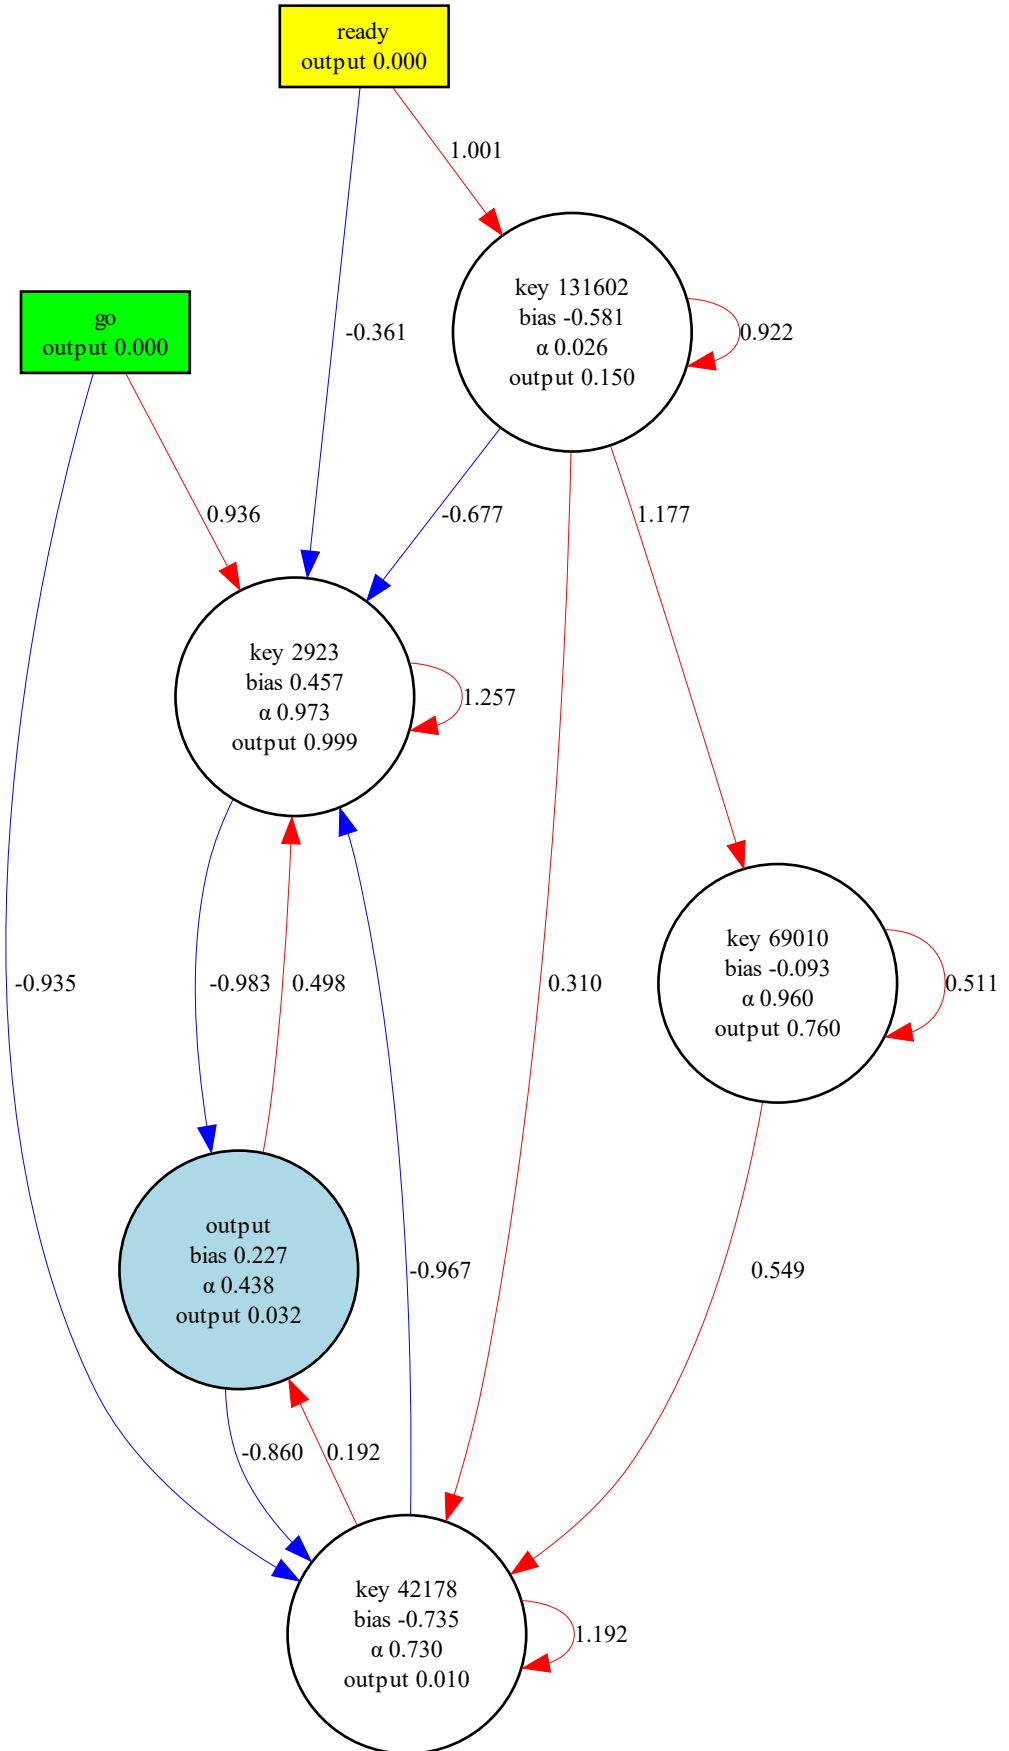 ready
output 0.000
1.001
key 131602
bias -0.581
α 0.026
output 0.150
0.922
go
output 0.000
-0.361
0.936
-0.677
1.177
key 2923
bias 0.457
α 0.973
output 0.999
1.257
key 69010
bias -0.093
α 0.960
output 0.760
0.511
-0.935
-0.983
0.498
0.310
output
bias 0.227
α 0.438
output 0.032
-0.967
0.549
-0.860
0.192
key 42178
bias -0.735
α 0.730
output 0.010
1.192